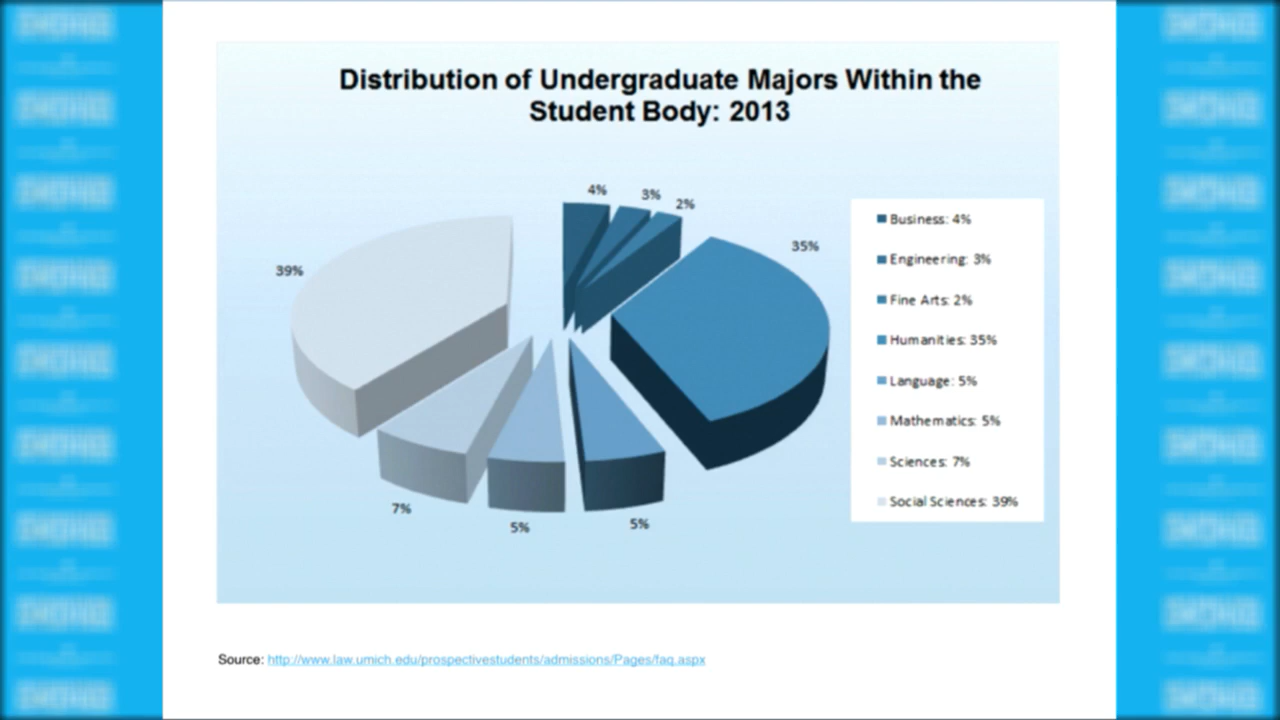 Distribution of Undergraduate Majors Within the
Student Body: 2013
4%
3%
2%
35%
39%
7%
5%
5%
Business: 4%
Engineering: 3%
Fine Arts: 2%
Humanities: 35%
Language: 5%
Mathematics: 5%
Sciences: 7%
Social Sciences: 39%
Source: http://www.law.umich.edu/prospectivestudents/admissions/Pages/faq.aspx